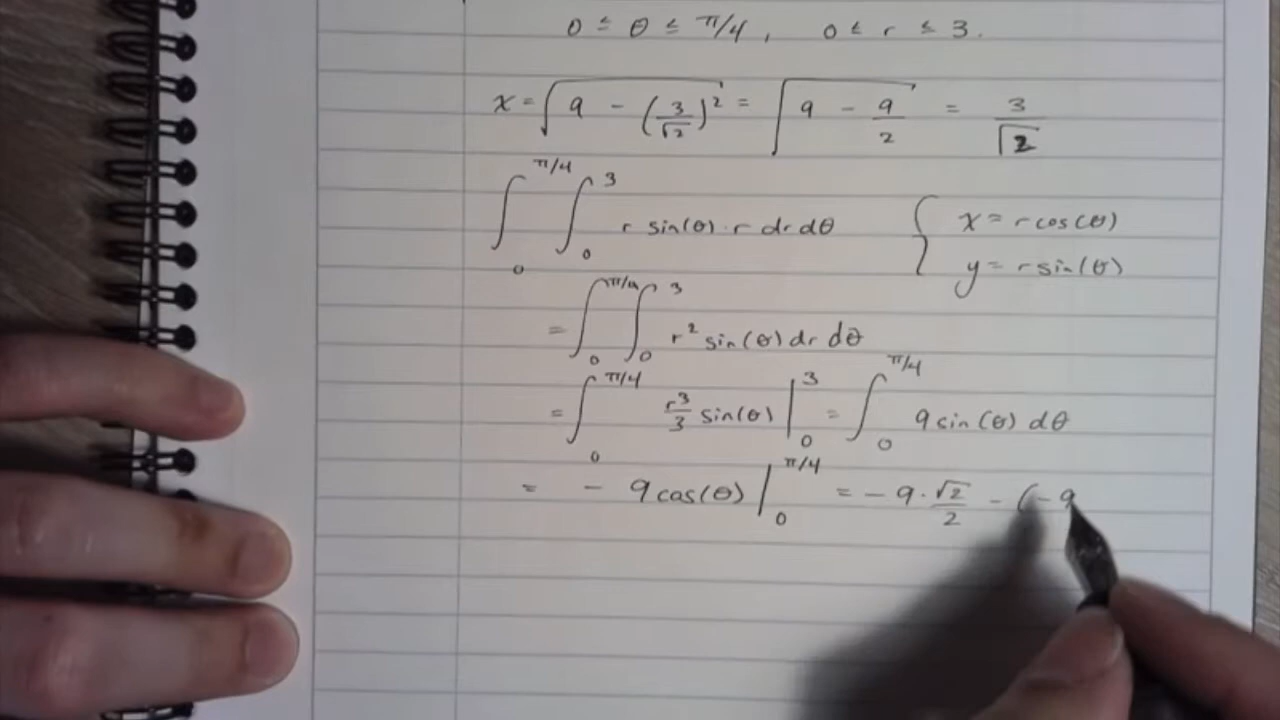 0 ≤ θ ≤ π/4, 0 ≤ r ≤ 3.
x = √(9 - (3/√2)²) = √(9 - 9/2) = 3/√2
∫₀^π/4 ∫₀³ r sin(θ) · r dr dθ { x = r cos(θ)
y = r sin(θ)
= ∫₀^π/4 ∫₀³ r² sin(θ) dr dθ
= ∫₀^π/4 r³/3 sin(θ) |₀³ = ∫₀^π/4 9 sin(θ) dθ
= - 9 cos(θ) |₀^π/4 = - 9 · √2/2 - (-9